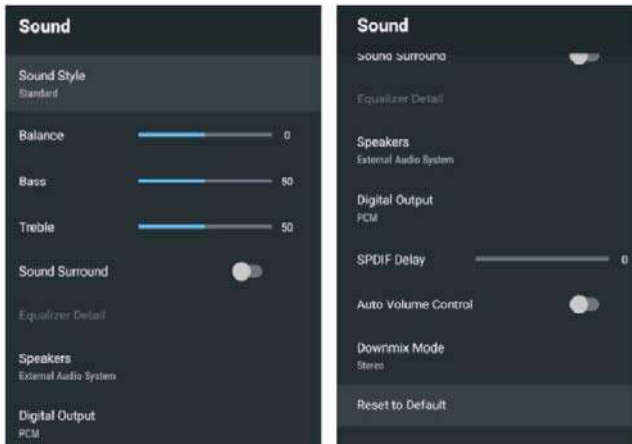 Sound
Sound Style
Standard
Balance 0
Bass 50
Treble 50
Sound Surround
Equalizer Detail
Speakers
External Audio System
Digital Output
PCM
Sound
Sound Surround
Equalizer Detail
Speakers
External Audio System
Digital Output
PCM
SPDIF Delay 0
Auto Volume Control
Downmix Mode
Stereo
Reset to Default